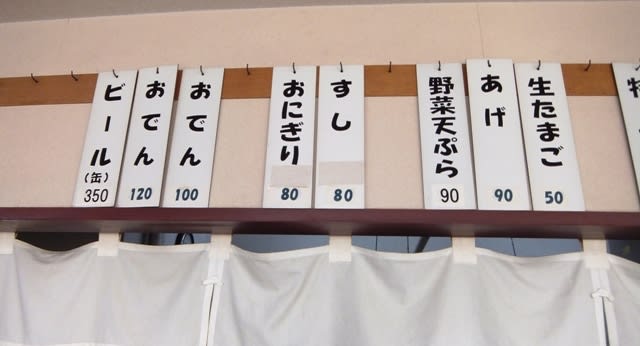 ビール
(缶)
350
おでん
120
おでん
100
おにぎり
80
すし
80
野菜天ぷら
90
あげ
90
生たまご
50
特